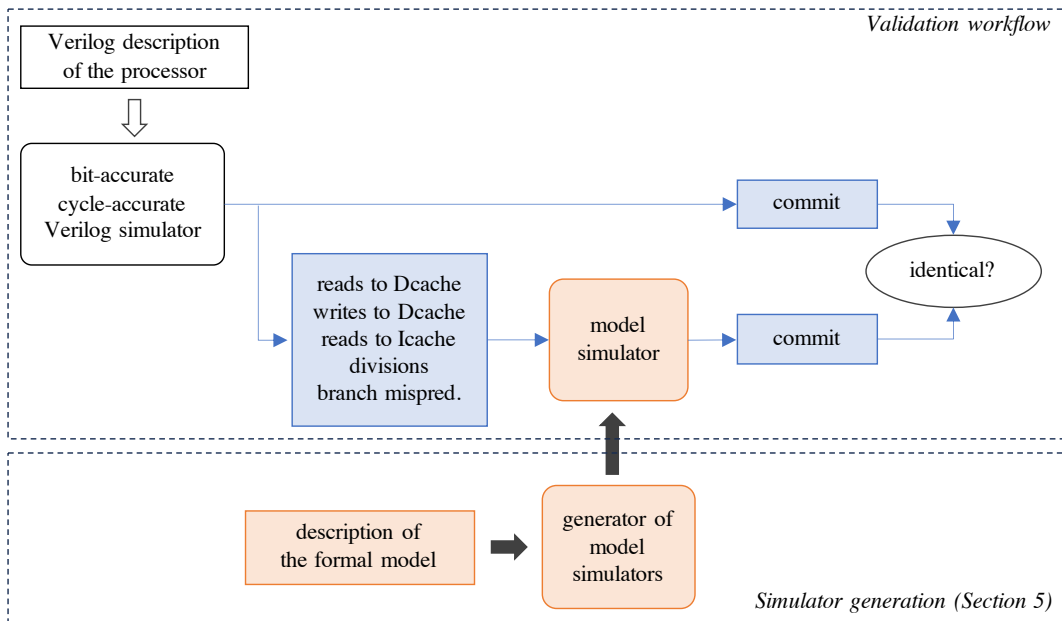 Validation workflow
Verilog description
of the processor
bit-accurate
cycle-accurate
Verilog simulator
commit
identical?
reads to Dcache
writes to Dcache
reads to Icache
divisions
branch mispred.
model
simulator
commit
description of
the formal model
generator of
model
simulators
Simulator generation (Section 5)